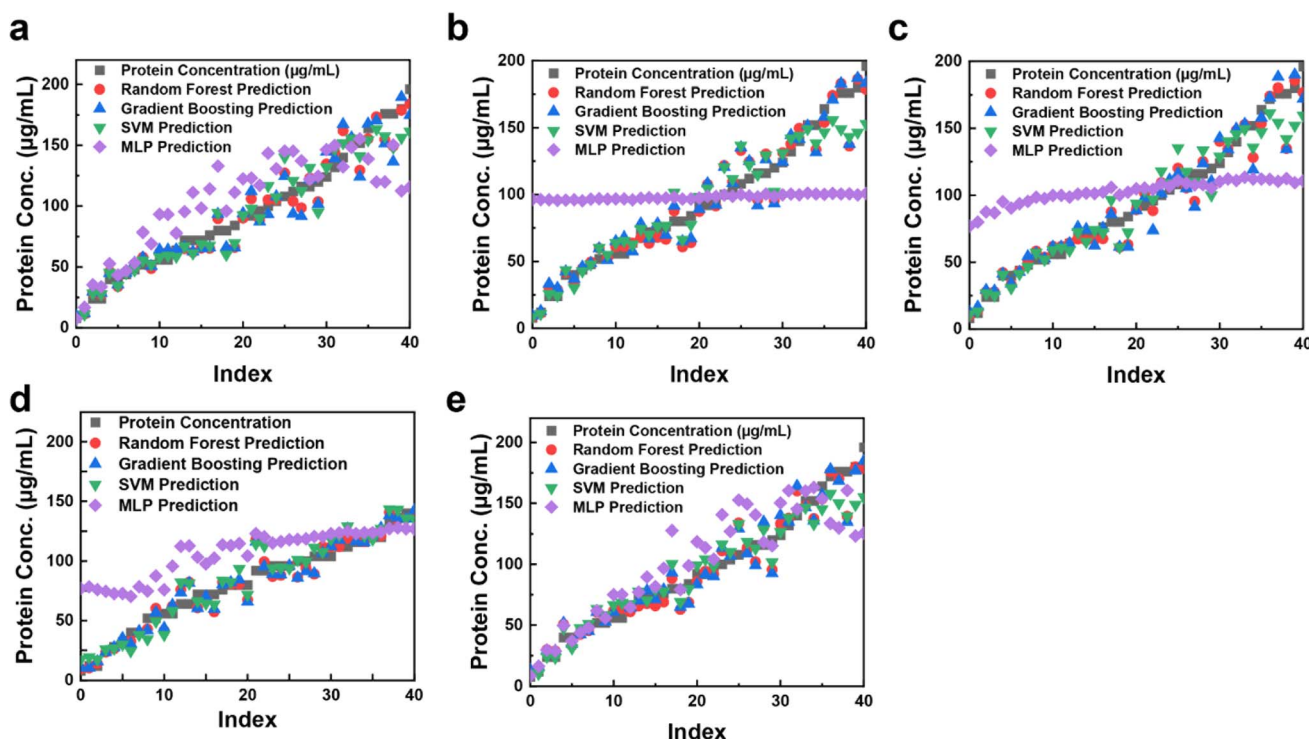 a
Protein Conc. (µg/mL)
200
150
100
50
0
Protein Concentration (µg/mL)
Random Forest Prediction
Gradient Boosting Prediction
SVM Prediction
MLP Prediction
0 10 20 30 40
Index
b
Protein Conc. (µg/mL)
200
150
100
50
0
Protein Concentration (µg/mL)
Random Forest Prediction
Gradient Boosting Prediction
SVM Prediction
MLP Prediction
0 10 20 30 40
Index
c
Protein Conc. (µg/mL)
200
150
100
50
0
Protein Concentration (µg/mL)
Random Forest Prediction
Gradient Boosting Prediction
SVM Prediction
MLP Prediction
0 10 20 30 40
Index
d
Protein Conc. (µg/mL)
200
150
100
50
0
Protein Concentration
Random Forest Prediction
Gradient Boosting Prediction
SVM Prediction
MLP Prediction
0 10 20 30 40
Index
e
Protein Conc. (µg/mL)
200
150
100
50
0
Protein Concentration (µg/mL)
Random Forest Prediction
Gradient Boosting Prediction
SVM Prediction
MLP Prediction
0 10 20 30 40
Index